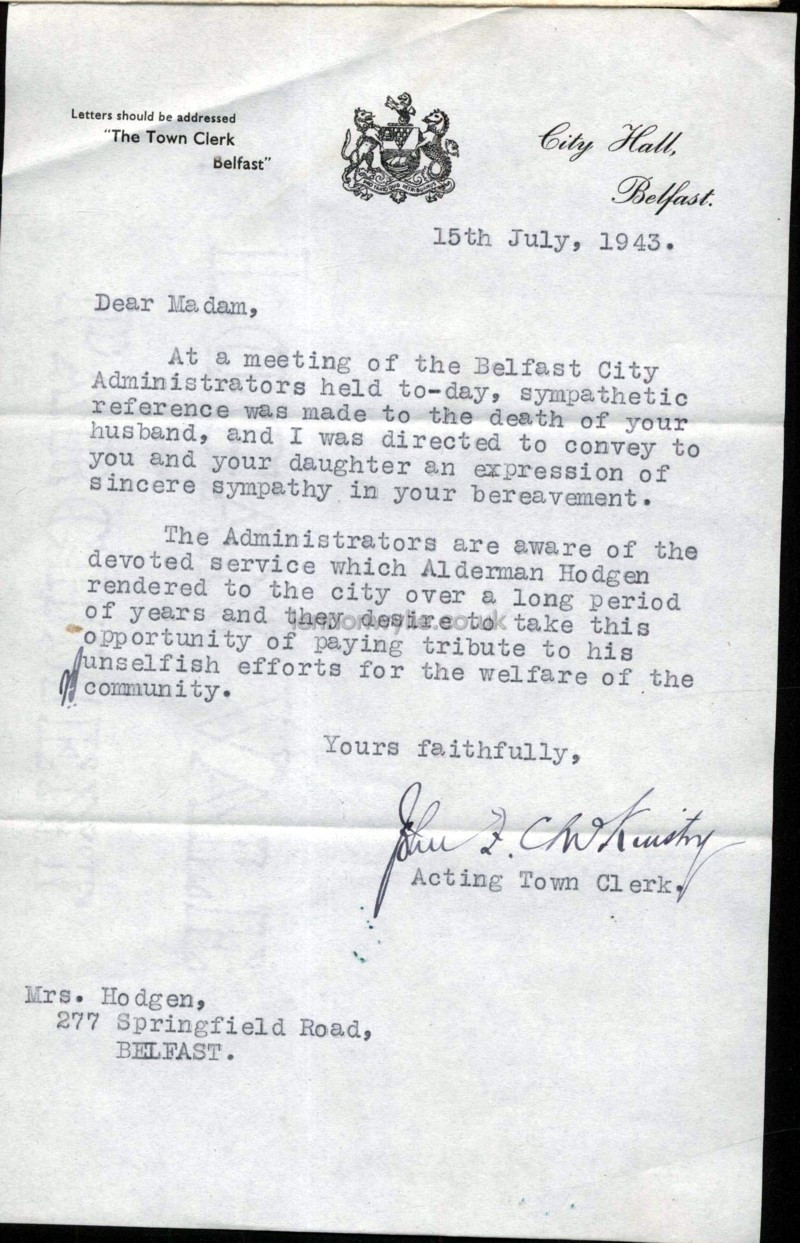 Letters should be addressed
"The Town Clerk
Belfast"
City Hall,
Belfast.
15th July, 1943.
Dear Madam,
At a meeting of the Belfast City
Administrators held to-day, sympathetic
reference was made to the death of your
husband, and I was directed to convey to
you and your daughter an expression of
sincere sympathy in your bereavement.
The Administrators are aware of the
devoted service which Alderman Hodgen
rendered to the city over a long period
of years and they desire to take this
opportunity of paying tribute to his
unselfish efforts for the welfare of the
community.
Yours faithfully,
John
Acting Town Clerk.
Mrs. Hodgen,
277 Springfield Road,
BELFAST.